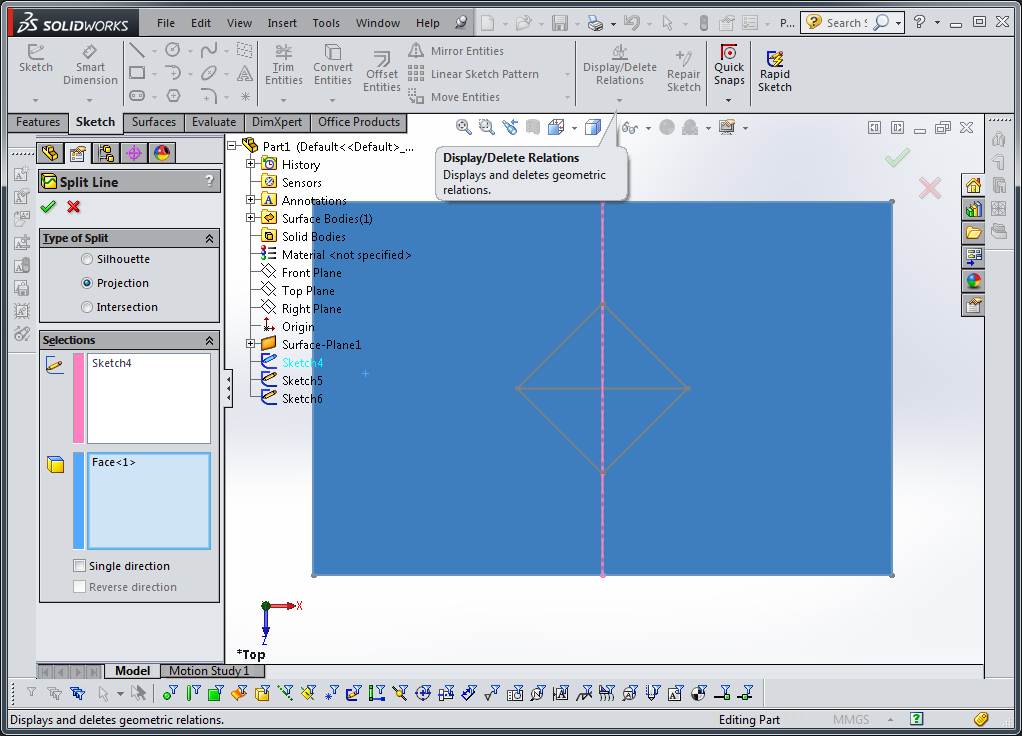 SOLIDWORKS File Edit View Insert Tools Window Help P... Search
Sketch
Smart Dimension
Trim Entities
Convert Entities
Offset Entities
Mirror Entities
Linear Sketch Pattern
Move Entities
Display/Delete Relations
Repair Sketch
Quick Snaps
Rapid Sketch
Features Sketch Surfaces Evaluate DimXpert Office Products
Display/Delete Relations
Displays and deletes geometric
relations.
Split Line ?
Type of Split
Silhouette
Projection
Intersection
Selections
Sketch4
Face<1>
Single direction
Reverse direction
Part1 (Default<<Default>_...
History
Sensors
Annotations
Surface Bodies(1)
Solid Bodies
Material <not specified>
Front Plane
Top Plane
Right Plane
Origin
Surface-Plane1
Sketch4
Sketch5
Sketch6
X
Z
*Top
Model Motion Study 1
Displays and deletes geometric relations. Editing Part MMGS ?